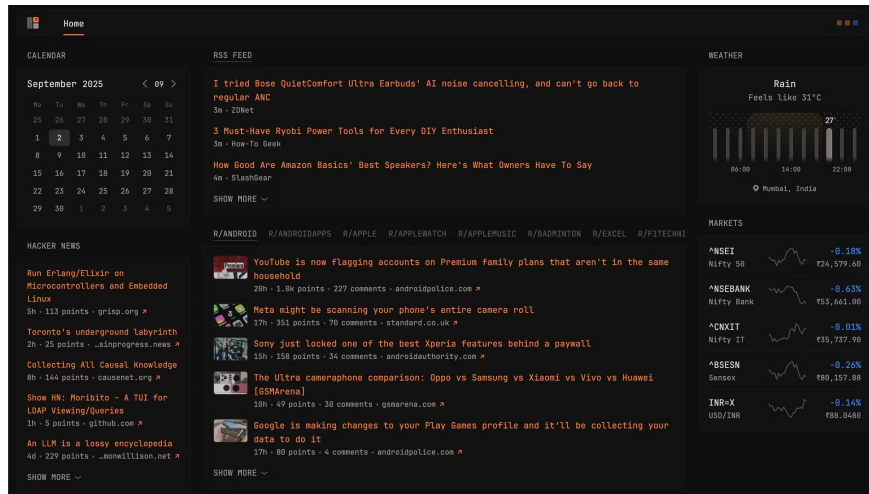 Home
CALENDAR
September 2025
09
Mo Tu We Th Fr Sa Su
25 26 27 28 29 30 31
1 2 3 4 5 6 7
8 9 10 11 12 13 14
15 16 17 18 19 20 21
22 23 24 25 26 27 28
29 30 1 2 3 4 5
HACKER NEWS
Run Erlang/Elixir on
Microcontrollers and Embedded
Linux
5h · 113 points · grisp.org ↗
Toronto's underground labyrinth
2h · 25 points · …sinprogress.news ↗
Collecting All Causal Knowledge
8h · 144 points · causenet.org ↗
Show HN: Moribito – A TUI for
LDAP Viewing/Queries
1h · 5 points · github.com ↗
An LLM is a lossy encyclopedia
4d · 229 points · …monwillison.net ↗
SHOW MORE
RSS FEED
I tried Bose QuietComfort Ultra Earbuds' AI noise cancelling, and can't go back to
regular ANC
3m · ZDNet
3 Must-Have Ryobi Power Tools for Every DIY Enthusiast
3m · How-To Geek
How Good Are Amazon Basics' Best Speakers? Here's What Owners Have To Say
4m · SlashGear
SHOW MORE
R/ANDROID R/ANDROIDAPPS R/APPLE R/APPLEWATCH R/APPLEMUSIC R/BADMINTON R/EXCEL R/F1TECHNI
Premium
YouTube is now flagging accounts on Premium family plans that aren't in the same
household
20h · 1.0k points · 227 comments · androidpolice.com ↗
Meta might be scanning your phone's entire camera roll
17h · 351 points · 70 comments · standard.co.uk ↗
Sony just locked one of the best Xperia features behind a paywall
15h · 158 points · 34 comments · androidauthority.com ↗
The Ultra cameraphone comparison: Oppo vs Samsung vs Xiaomi vs Vivo vs Huawei
[GSMArena]
10h · 49 points · 30 comments · gsmarena.com ↗
Google is making changes to your Play Games profile and it'll be collecting your
data to do it
17h · 80 points · 4 comments · androidpolice.com ↗
SHOW MORE
WEATHER
Rain
Feels like 31°C
27°
06:00 14:00 22:00
Mumbai, India
MARKETS
^NSEI -0.18%
Nifty 50 ₹24,579.60
^NSEBANK -0.63%
Nifty Bank ₹53,661.00
^CNXIT -0.01%
Nifty IT ₹35,737.90
^BSESN -0.26%
Sensex ₹80,157.88
INR=X -0.14%
USD/INR ₹88.0480